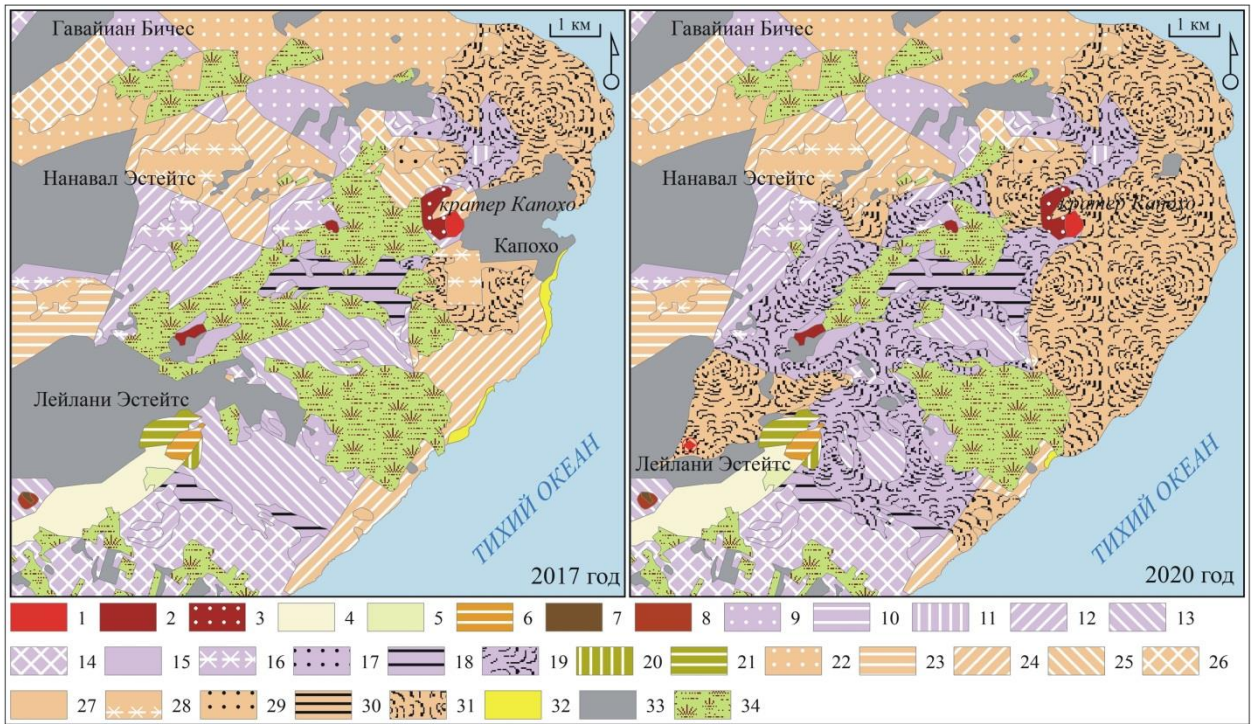 Гавайиан Бичес
1 км
Нанавал Эстейтс
кратер Капохо
Капохо
Лейлани Эстейтс
ТИХИЙ ОКЕАН
2017 год
Гавайиан Бичес
1 км
Нанавал Эстейтс
кратер Капохо
Лейлани Эстейтс
ТИХИЙ ОКЕАН
2020 год
1 2 3 4 5 6 7 8 9 10 11 12 13
14 15 16 17 18 19 20 21 22 23 24 25 26
27 28 29 30 31 32 33 34